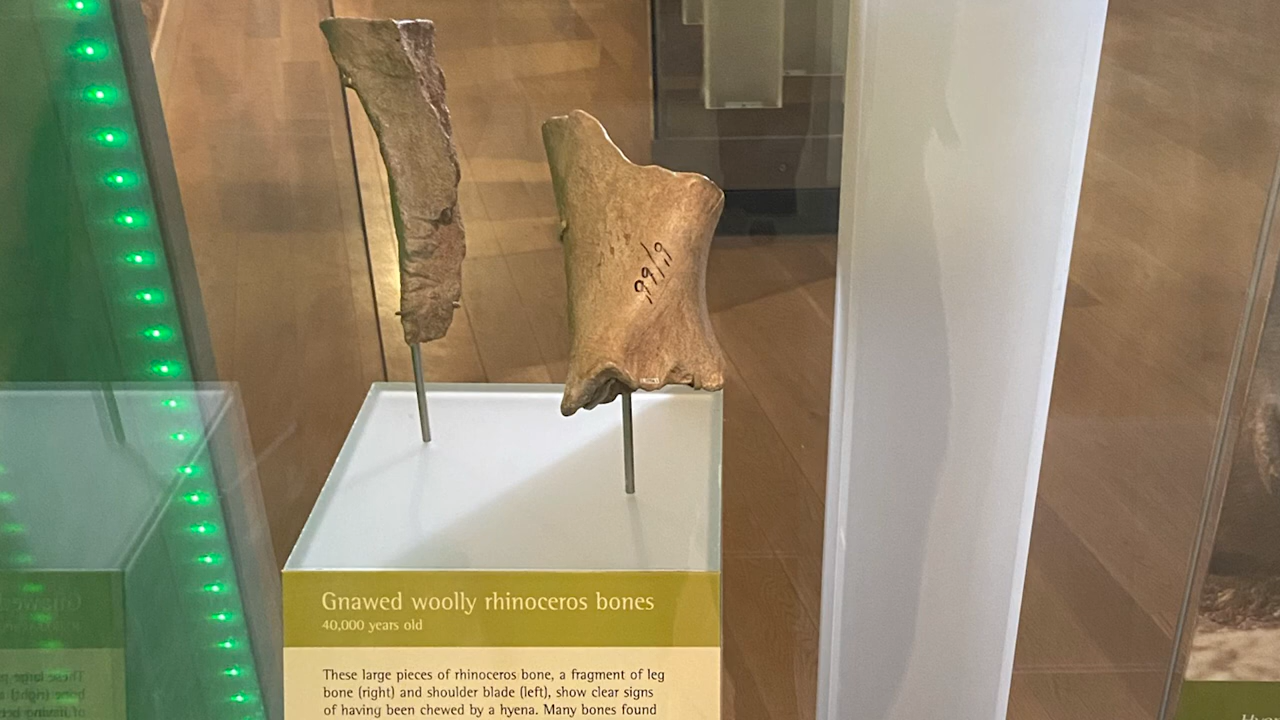 99/9
Gnawed woolly rhinoceros bones
40,000 years old
These large pieces of rhinoceros bone, a fragment of leg
bone (right) and shoulder blade (left), show clear signs
of having been chewed by a hyena. Many bones found